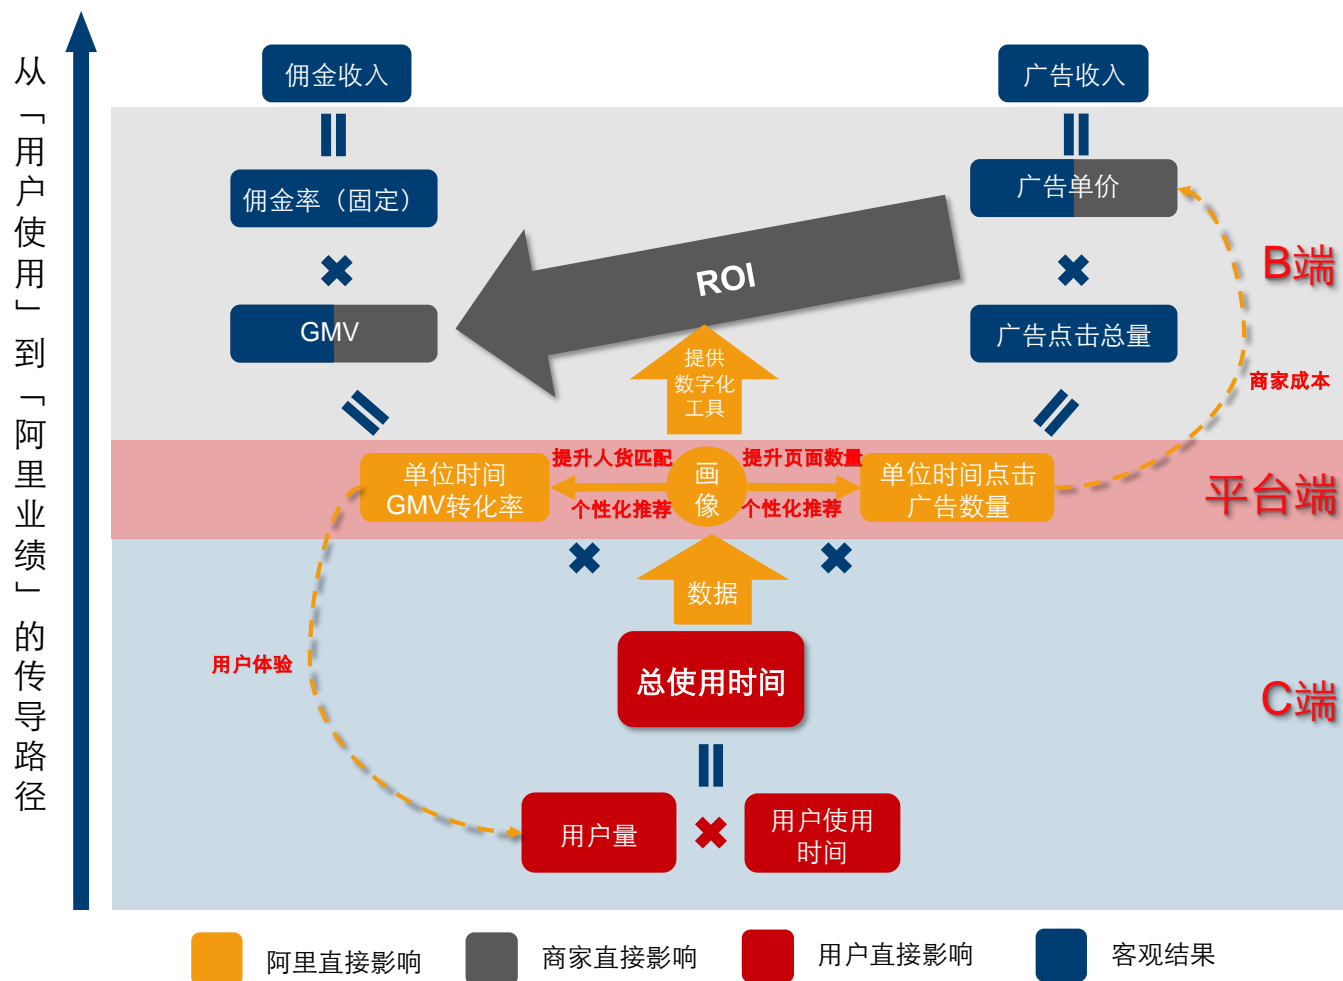 从「用户使用」到「阿里业绩」的传导路径
佣金收入
广告收入
佣金率（固定）
广告单价
B端
ROI
GMV
广告点击总量
提供
数字化
工具
商家成本
单位时间
GMV转化率
提升人货匹配
个性化推荐
画
像
提升页面数量
个性化推荐
单位时间点击
广告数量
平台端
数据
用户体验
总使用时间
C端
用户量
用户使用
时间
阿里直接影响
商家直接影响
用户直接影响
客观结果